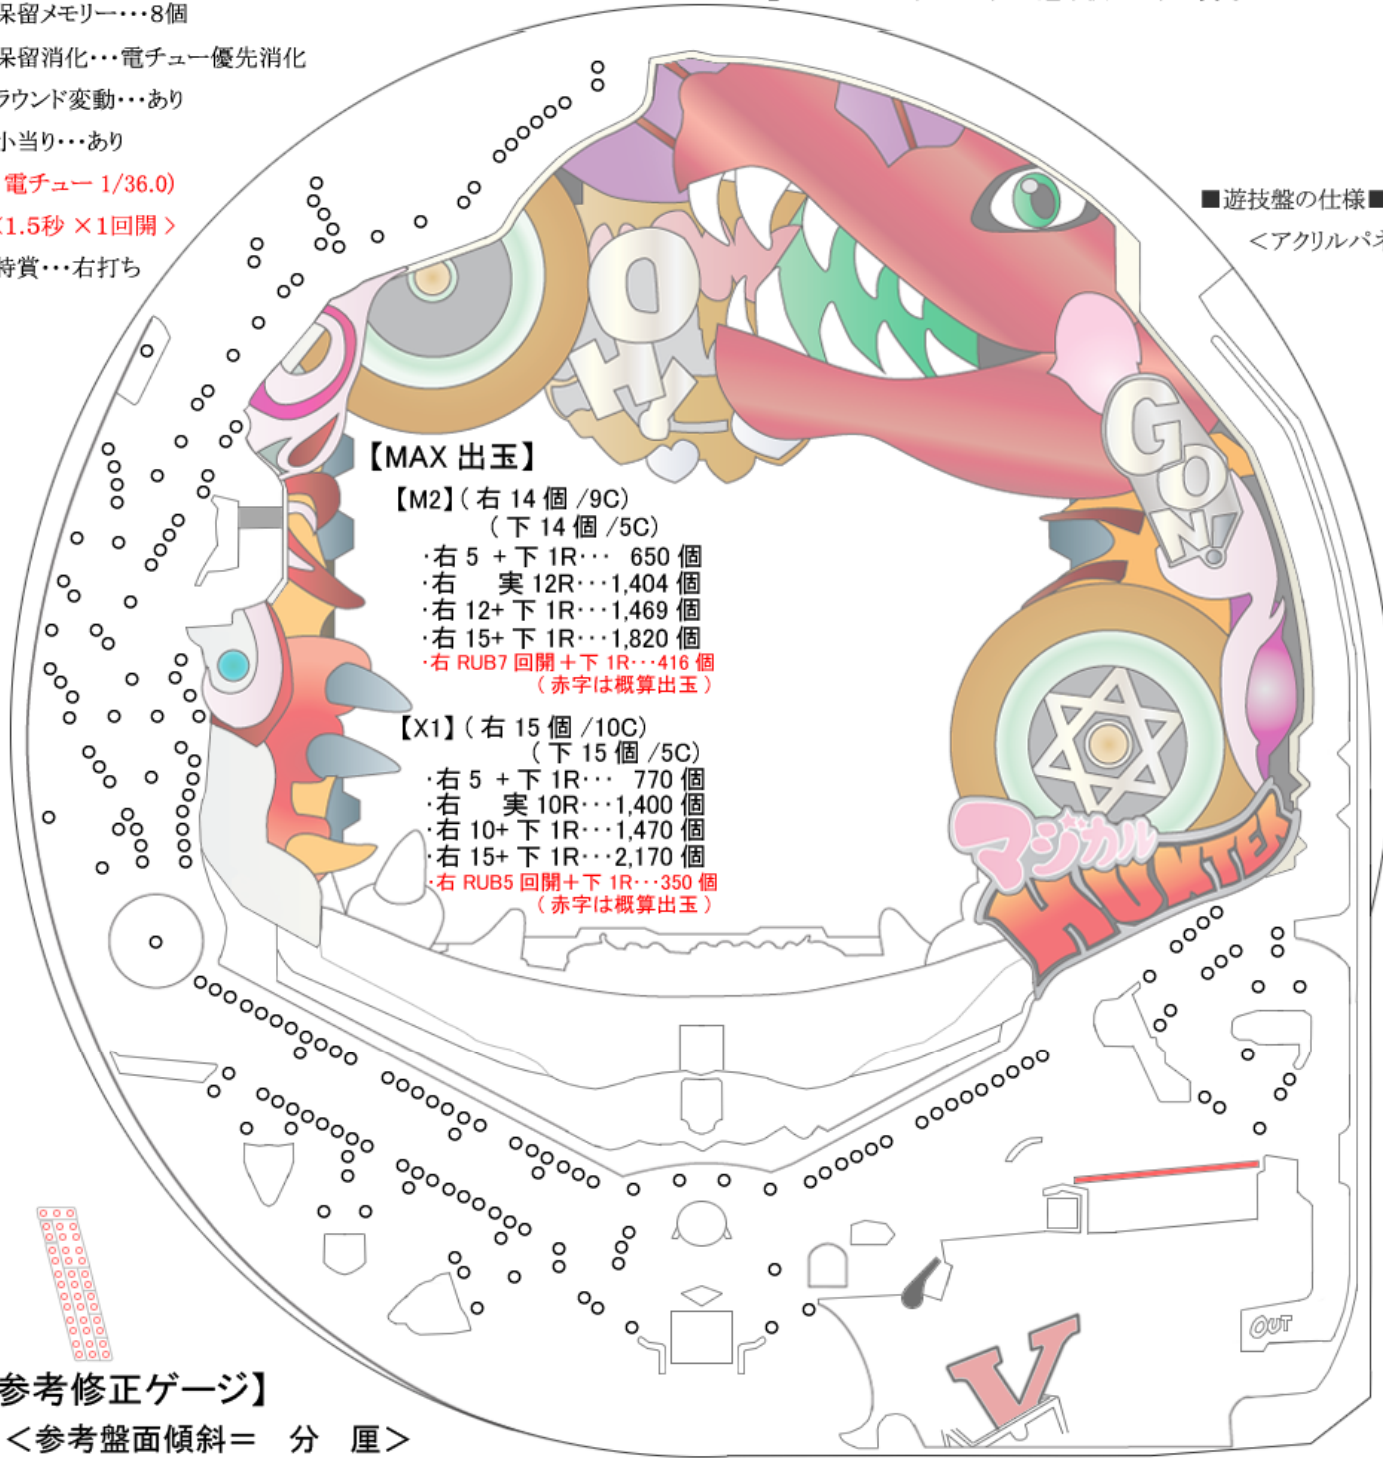 保留メモリー･･･8個
保留消化･･･電チュー優先消化
ラウンド変動･･･あり
小当り･･･あり
電チュー 1/36.0)
1.5秒 ×1回開 >
特賞･･･右打ち
■遊技盤の仕様■
＜アクリルパネ
OH!
GON!
【MAX 出玉】
【M2】( 右 14 個 /9C)
( 下 14 個 /5C)
･右 5 + 下 1R･･･ 650 個
･右 実 12R･･･1,404 個
･右 12+ 下 1R･･･1,469 個
･右 15+ 下 1R･･･1,820 個
･右 RUB7 回開＋下 1R･･･416 個
( 赤字は概算出玉 )
【X1】( 右 15 個 /10C)
( 下 15 個 /5C)
･右 5 + 下 1R･･･ 770 個
･右 実 10R･･･1,400 個
･右 10+ 下 1R･･･1,470 個
･右 15+ 下 1R･･･2,170 個
･右 RUB5 回開＋下 1R･･･350 個
( 赤字は概算出玉 )
マジカル
HUNTER
OUT
V
参考修正ゲージ】
＜参考盤面傾斜＝ 分 厘＞